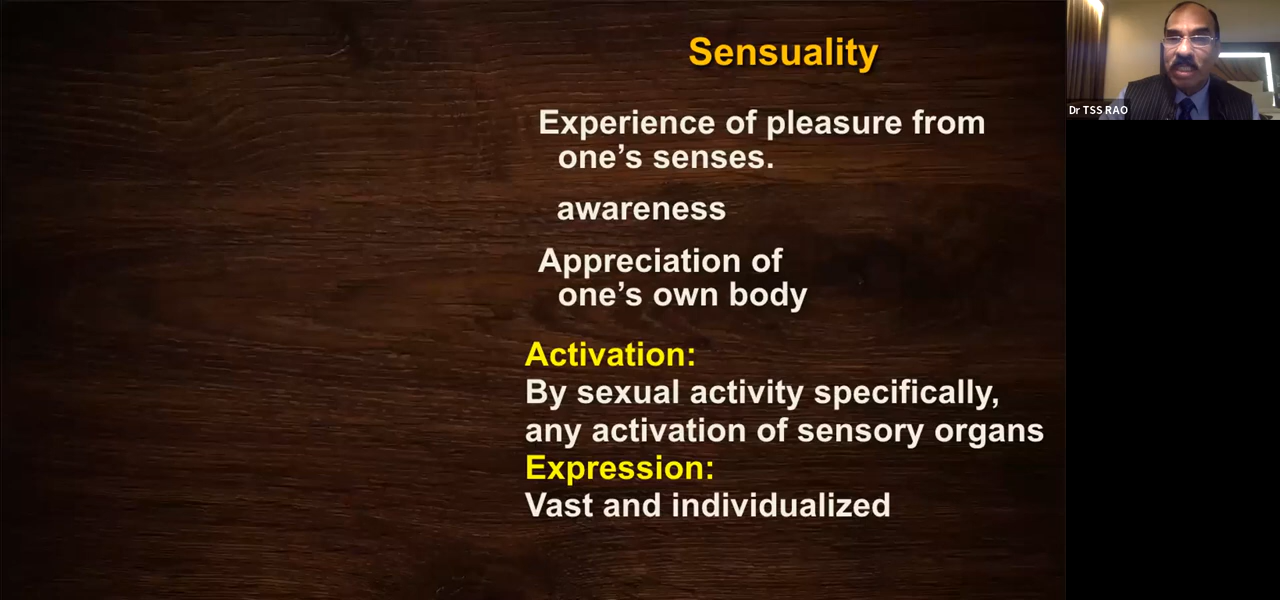 Sensuality
Experience of pleasure from
one’s senses.
awareness
Appreciation of
one’s own body
Activation:
By sexual activity specifically,
any activation of sensory organs
Expression:
Vast and individualized
Dr TSS RAO